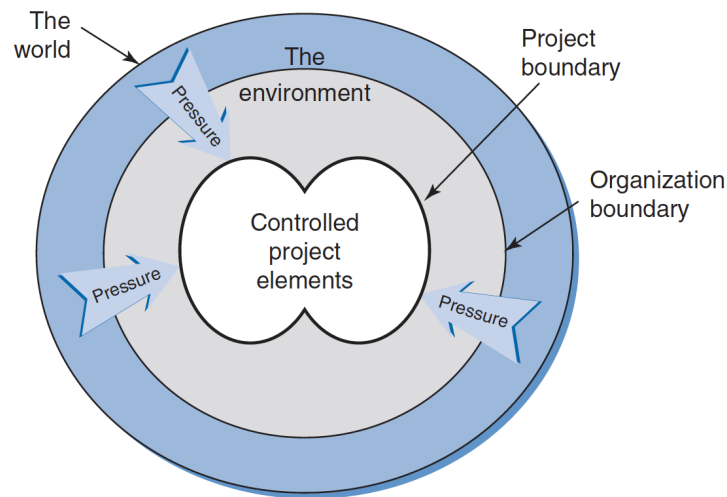 The
world
The
environment
Project
boundary
Pressure
Organization
boundary
Controlled
project
elements
Pressure
Pressure